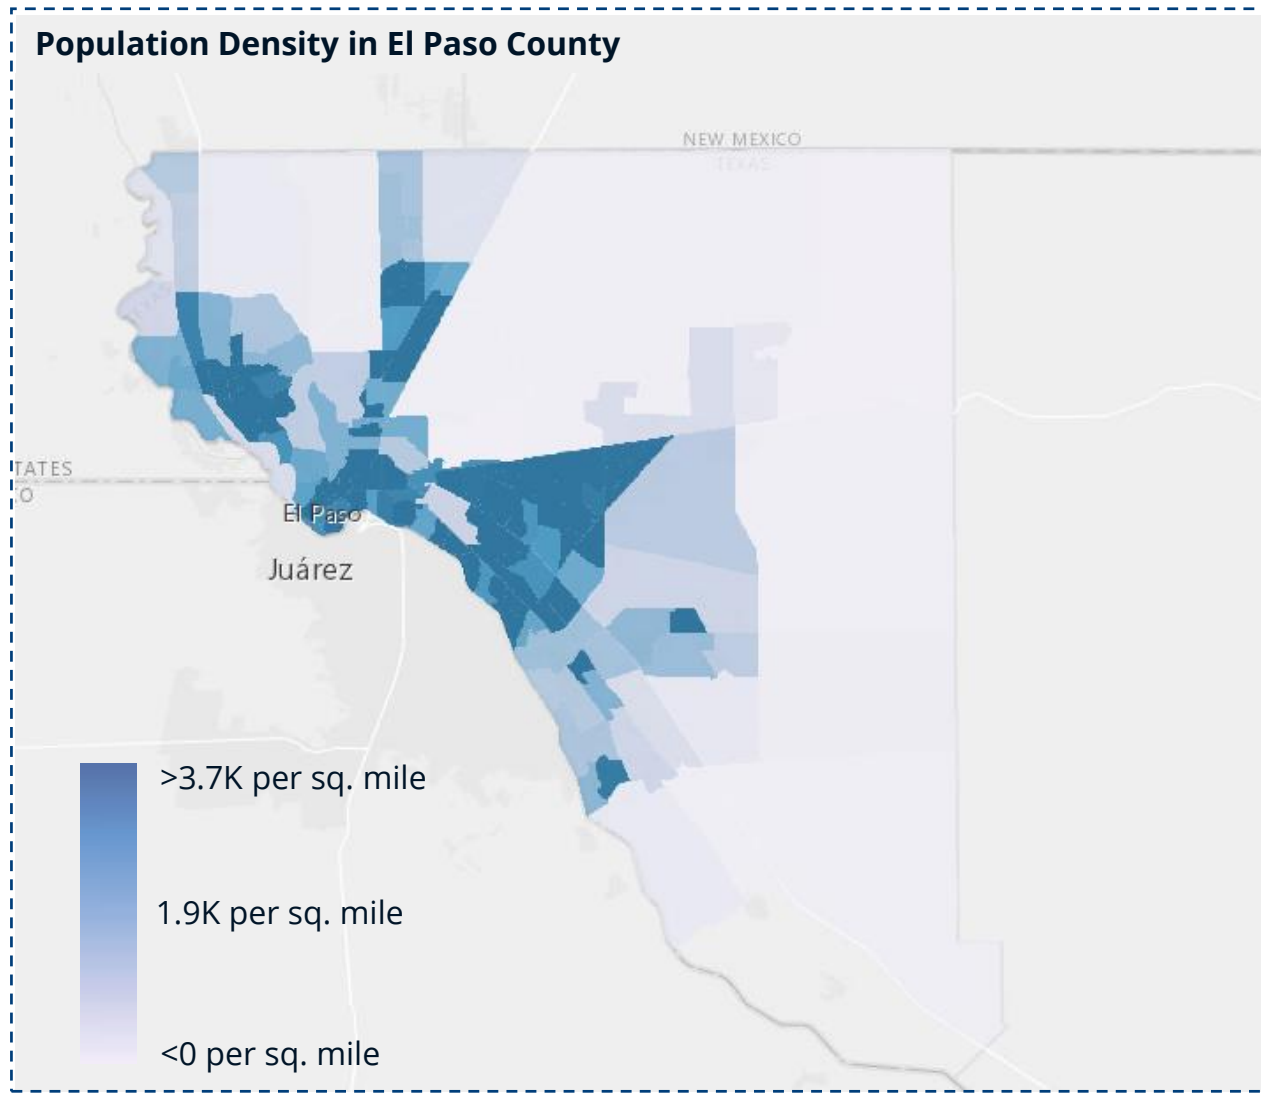 Population Density in El Paso County
NEW MEXICO
TEXAS
TATES
CO
El Paso
Juárez
>3.7K per sq. mile
1.9K per sq. mile
<0 per sq. mile